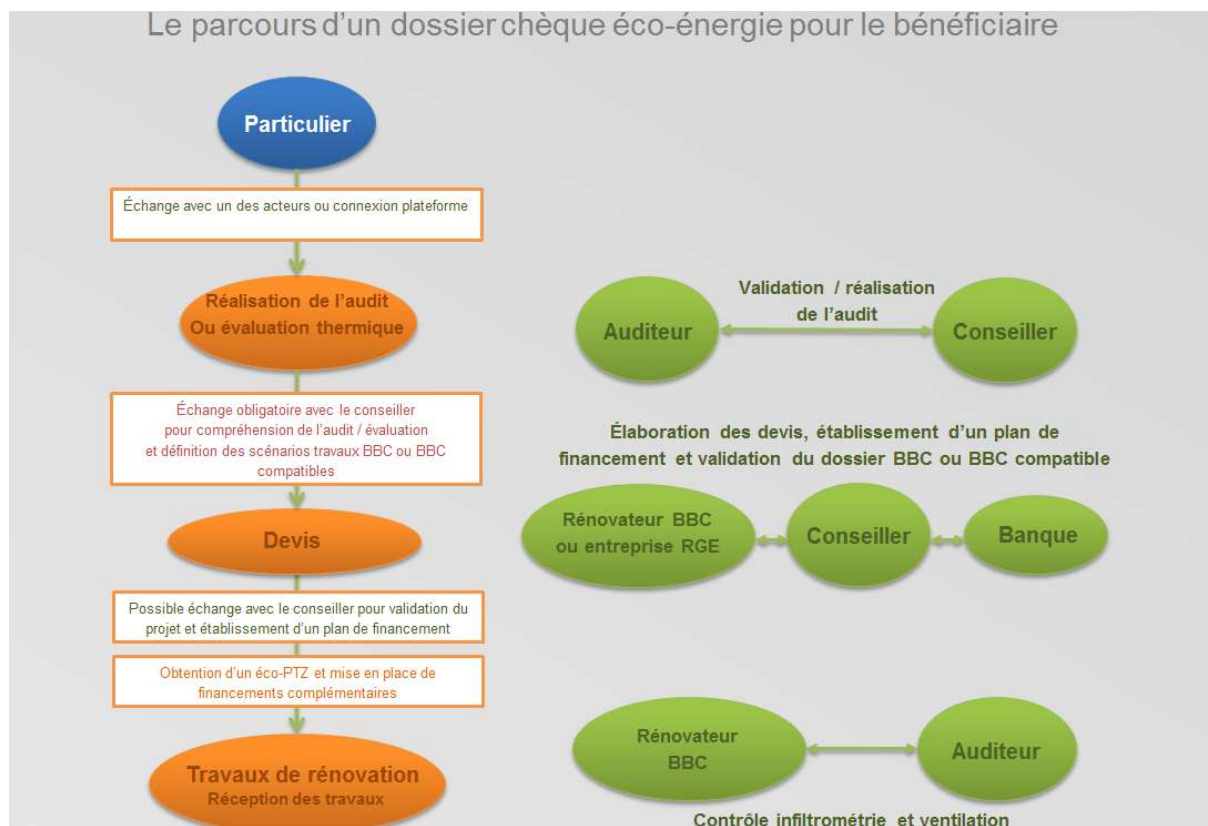 Le parcours d'un dossier chèque éco-énergie pour le bénéficiaire
Particulier
Échange avec un des acteurs ou connexion plateforme
Réalisation de l'audit
Ou évaluation thermique
Validation / réalisation
de l'audit
Auditeur
Conseiller
Échange obligatoire avec le conseiller
pour compréhension de l'audit / évaluation
et définition des scénarios travaux BBC ou BBC
compatibles
Élaboration des devis, établissement d'un plan de
financement et validation du dossier BBC ou BBC compatible
Devis
Rénovateur BBC
ou entreprise RGE
Conseiller
Banque
Possible échange avec le conseiller pour validation du
projet et établissement d'un plan de financement
Obtention d'un éco-PTZ et mise en place de
financements complémentaires
Travaux de rénovation
Réception des travaux
Rénovateur
BBC
Auditeur
Contrôle infiltrométrie et ventilation